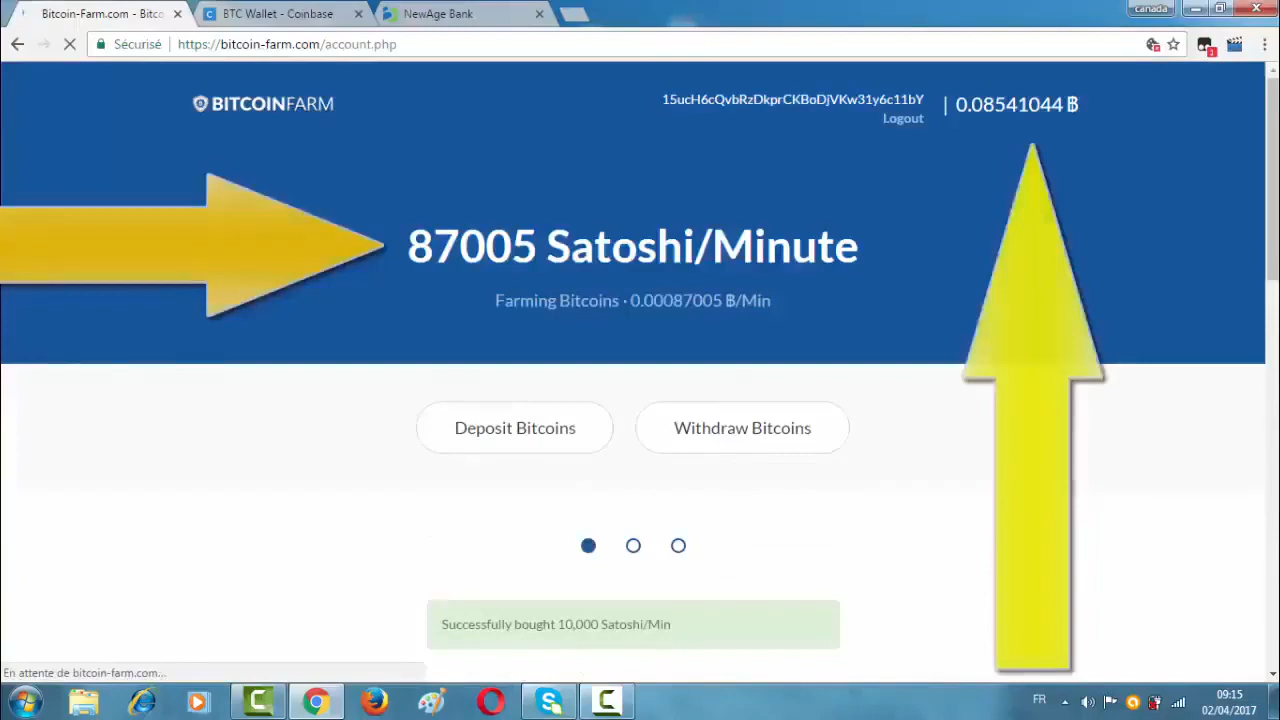 Bitcoin-Farm.com - Bitco
BTC Wallet - Coinbase
NewAge Bank
canada
Sécurisé
https://bitcoin-farm.com/account.php
1
BITCOINFARM
15ucH6cQvbRzDkprCKBoDjVKw31y6c11bY
| 0.08541044 ฿
Logout
87005 Satoshi/Minute
Farming Bitcoins · 0.00087005 ฿/Min
Deposit Bitcoins
Withdraw Bitcoins
Successfully bought 10,000 Satoshi/Min
En attente de bitcoin-farm.com...
FR
09:15
02/04/2017